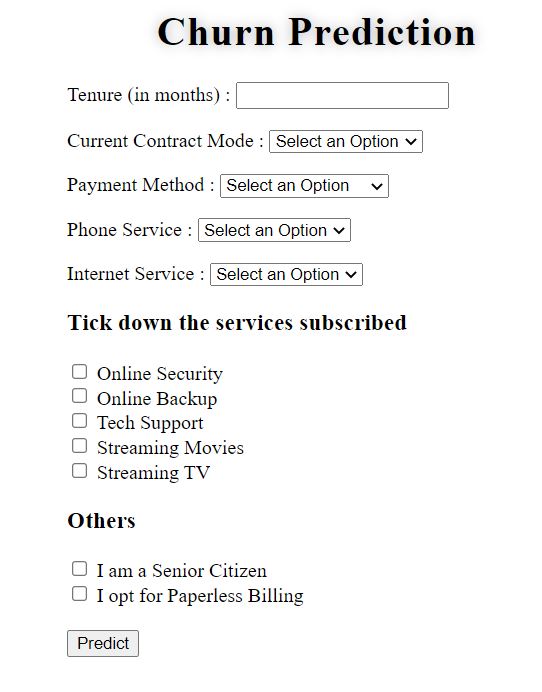 Churn Prediction
Tenure (in months) :
Current Contract Mode : Select an Option
Payment Method : Select an Option
Phone Service : Select an Option
Internet Service : Select an Option
Tick down the services subscribed
Online Security
Online Backup
Tech Support
Streaming Movies
Streaming TV
Others
I am a Senior Citizen
I opt for Paperless Billing
Predict